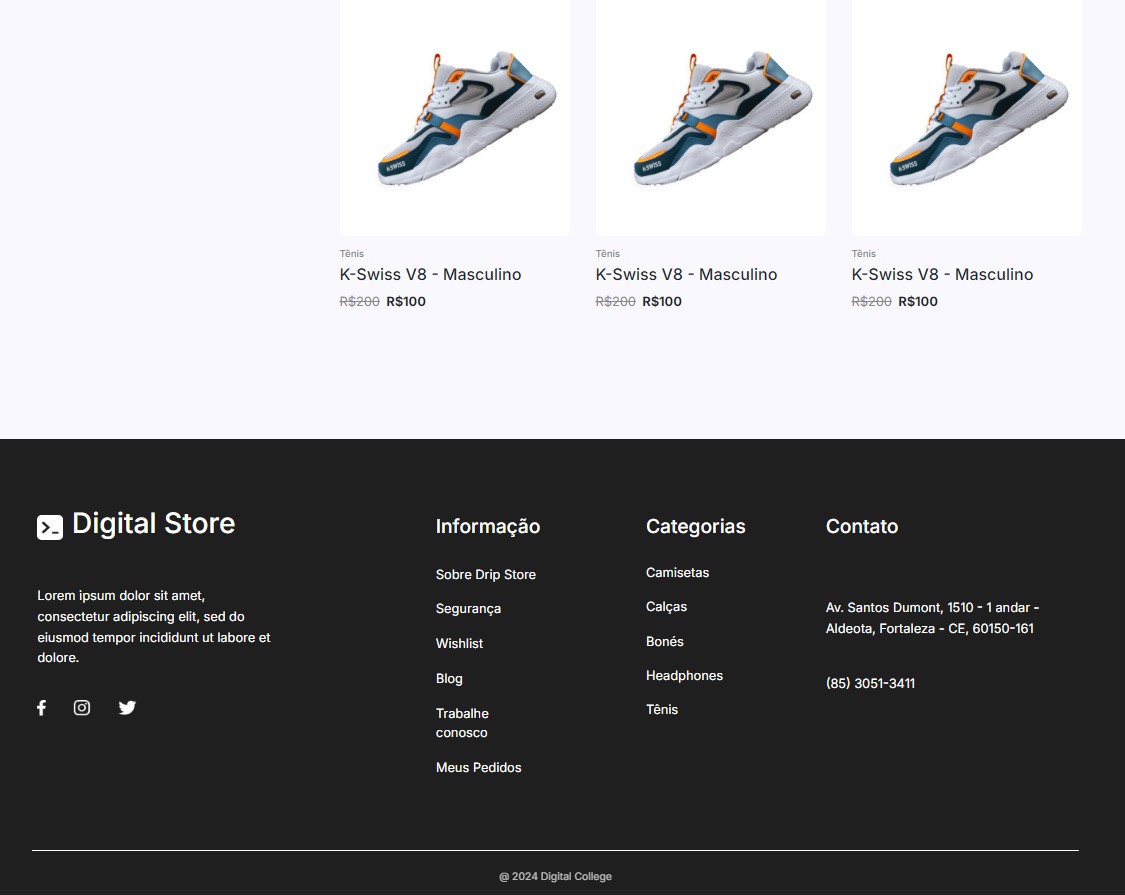 K-SWISS
K-SWISS
K-SWISS
Tênis
K-Swiss V8 - Masculino
R$200 R$100
Tênis
K-Swiss V8 - Masculino
R$200 R$100
Tênis
K-Swiss V8 - Masculino
R$200 R$100
Digital Store
Lorem ipsum dolor sit amet,
consectetur adipiscing elit, sed do
eiusmod tempor incididunt ut labore et
dolore.
Informação
Sobre Drip Store
Segurança
Wishlist
Blog
Trabalhe
conosco
Meus Pedidos
Categorias
Camisetas
Calças
Bonés
Headphones
Tênis
Contato
Av. Santos Dumont, 1510 - 1 andar -
Aldeota, Fortaleza - CE, 60150-161
(85) 3051-3411
@ 2024 Digital College